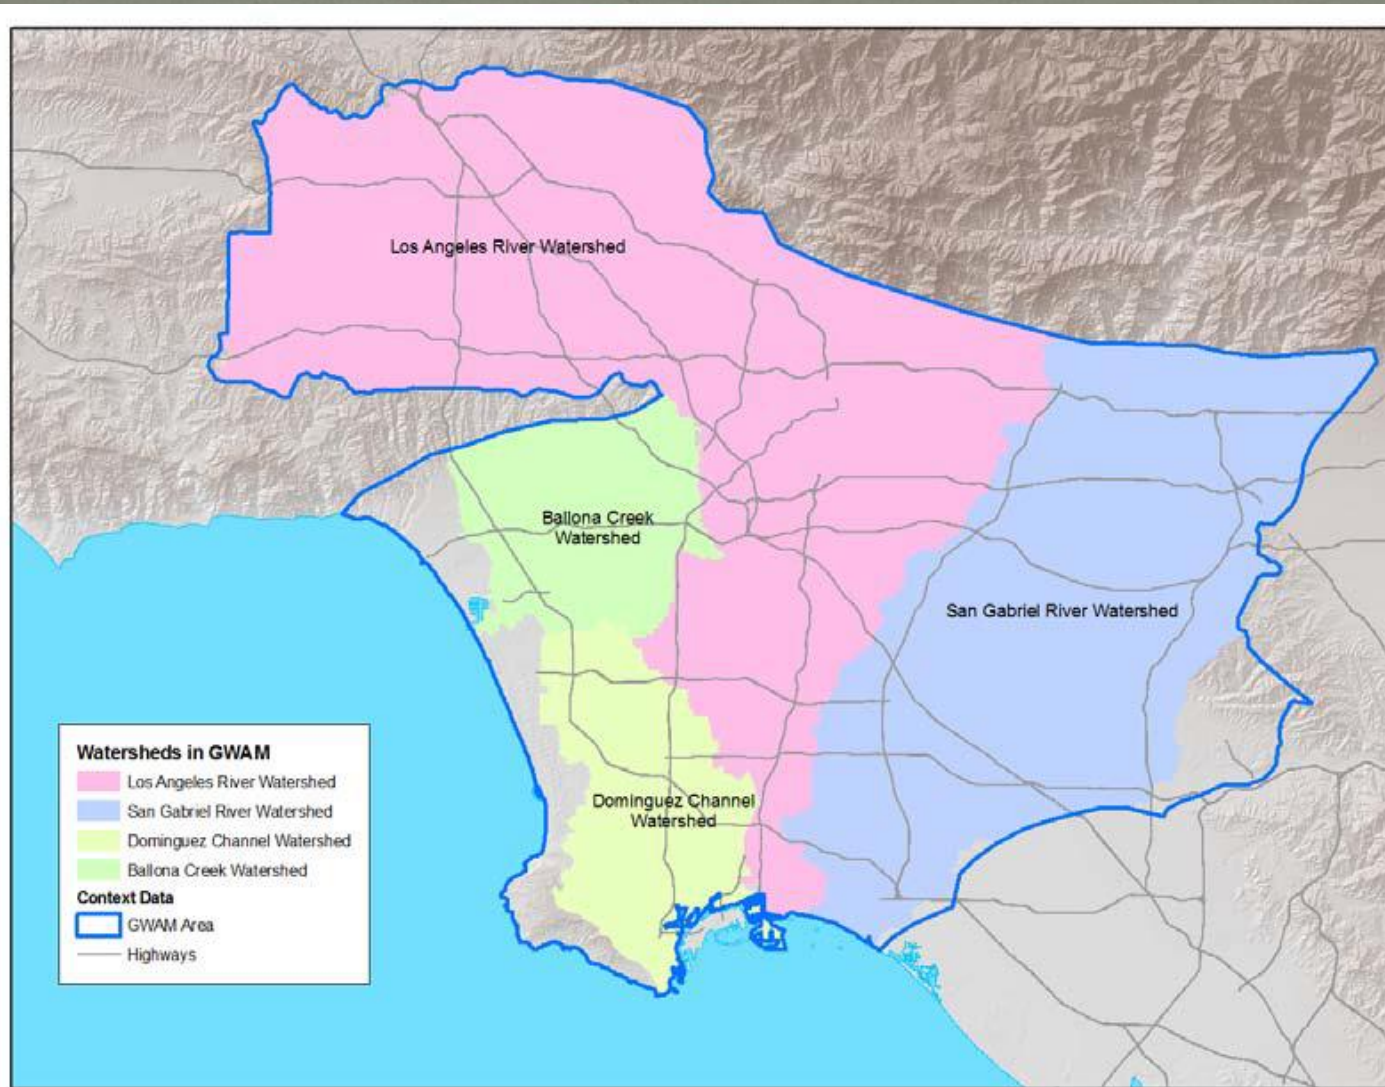 Los Angeles River Watershed
Ballona Creek
Watershed
San Gabriel River Watershed
Dominguez Channel
Watershed
Watersheds in GWAM
Los Angeles River Watershed
San Gabriel River Watershed
Dominguez Channel Watershed
Ballona Creek Watershed
Context Data
GWAM Area
Highways